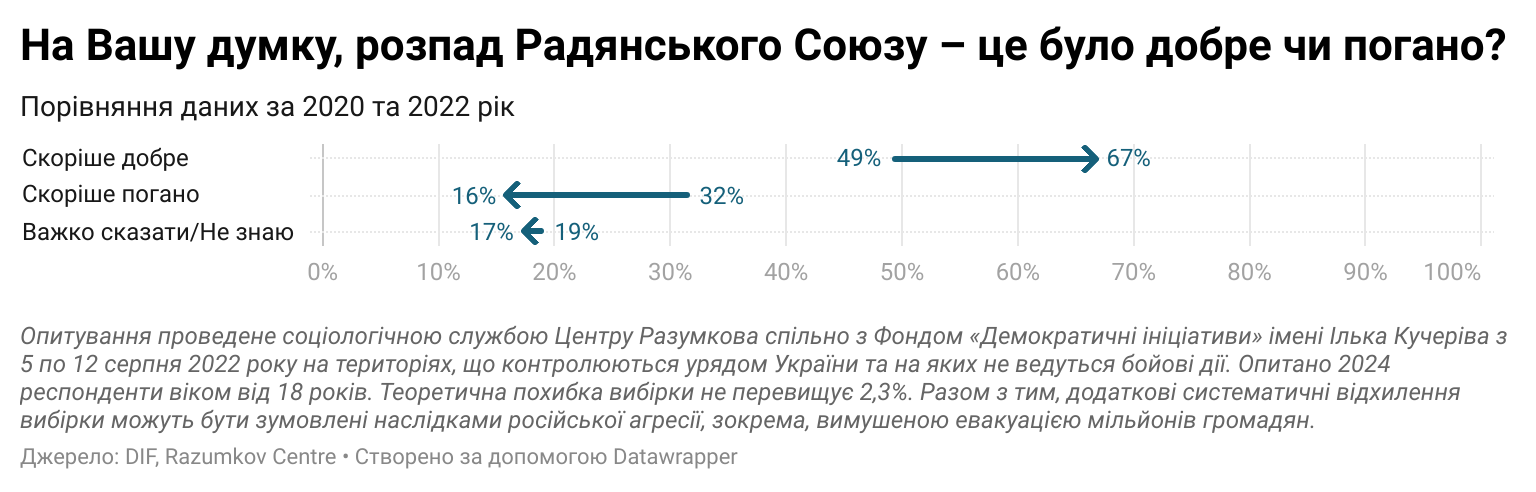 На Вашу думку, розпад Радянського Союзу – це було добре чи погано?
Порівняння даних за 2020 та 2022 рік
Скоріше добре 49% 67%
Скоріше погано 16% 32%
Важко сказати/Не знаю 17% 19%
0% 10% 20% 30% 40% 50% 60% 70% 80% 90% 100%
Опитування проведене соціологічною службою Центру Разумкова спільно з Фондом «Демократичні ініціативи» імені Ілька Кучеріва з
5 по 12 серпня 2022 року на територіях, що контролюються урядом України та на яких не ведуться бойові дії. Опитано 2024
респонденти віком від 18 років. Теоретична похибка вибірки не перевищує 2,3%. Разом з тим, додаткові систематичні відхилення
вибірки можуть бути зумовлені наслідками російської агресії, зокрема, вимушеною евакуацією мільйонів громадян.
Джерело: DIF, Razumkov Centre • Створено за допомогою Datawrapper